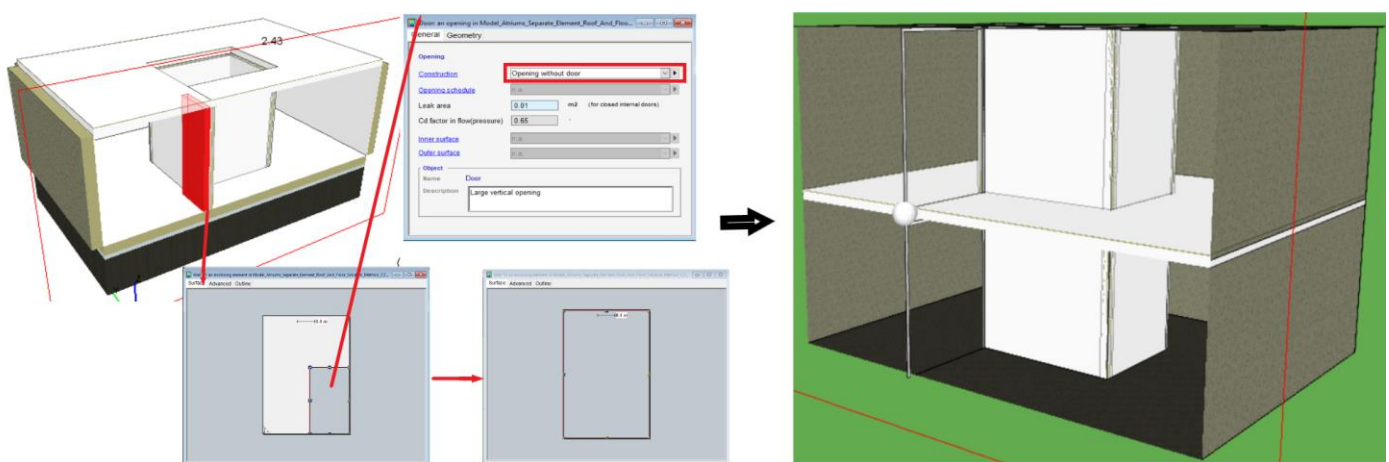 2.43
Door: an opening in Model_Atriums_Separate_Element_Roof_And_Floo...
General Geometry
Opening
Construction Opening without door
Opening schedule n.a.
Leak area 0.01 m2 (for closed internal doors)
Cd factor in flow(pressure) 0.65 -
Inner surface n.a.
Outer surface n.a.
Object
Name Door
Description Large vertical opening
Surface Advanced Outline
Surface Advanced Outline